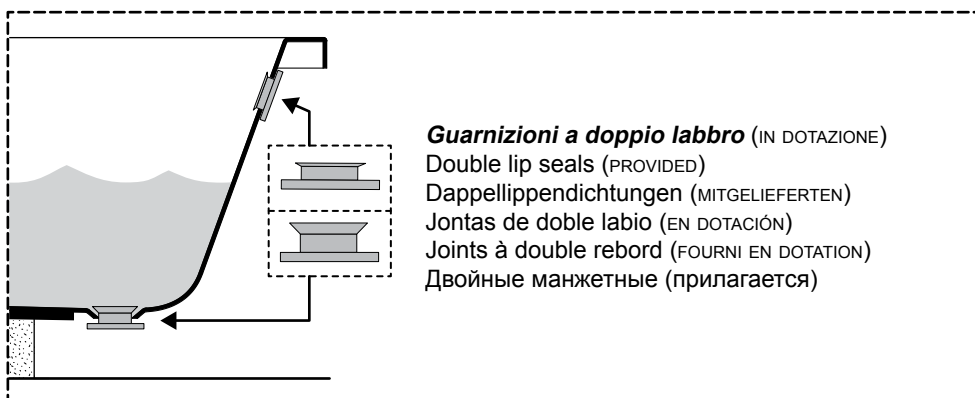 Guarnizioni a doppio labbro (IN DOTAZIONE)
Double lip seals (PROVIDED)
Dappellippendichtungen (MITGELIEFERTEN)
Jontas de doble labio (EN DOTACIÓN)
Joints à double rebord (FOURNI EN DOTATION)
Двойные манжетные (прилагается)